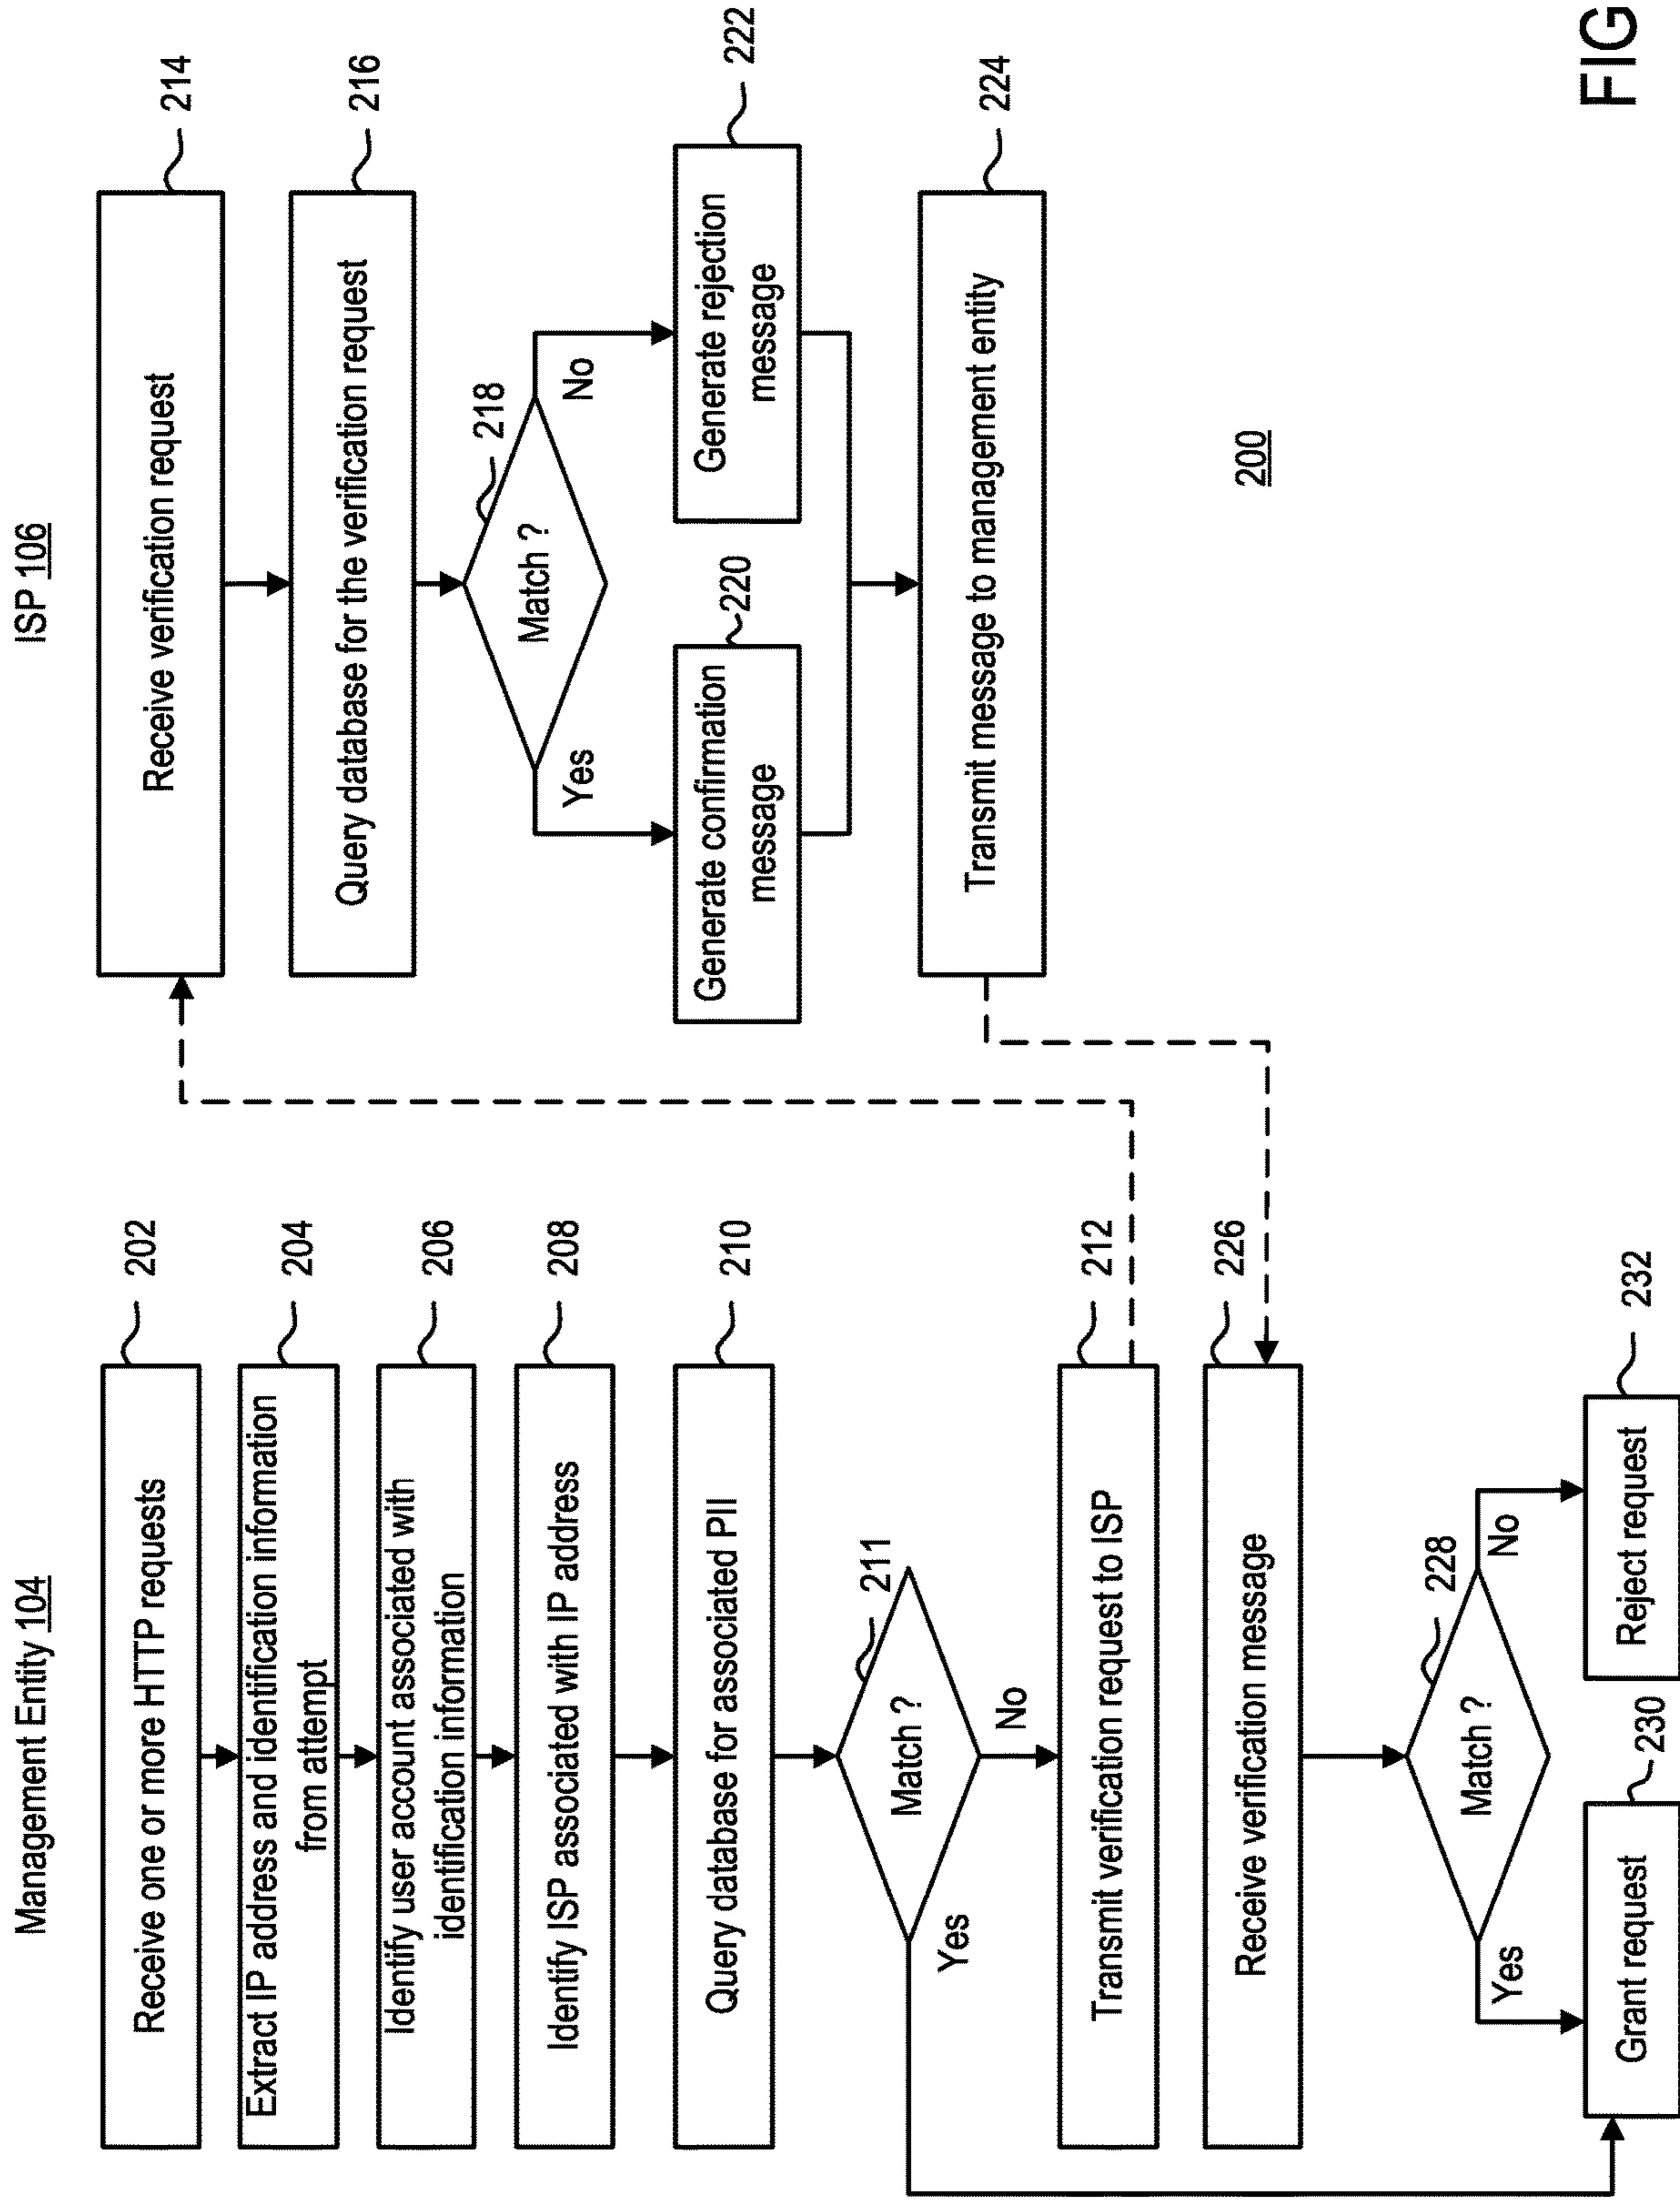 Management Entity 104
Receive one or more HTTP requests
202
Extract IP address and identification information
from attempt
204
Identify user account associated with
identification information
206
Identify ISP associated with IP address
208
Query database for associated PII
210
Match ?
211
Yes
No
Transmit verification request to ISP
212
Receive verification message
226
Match ?
228
Yes
No
Grant request
230
Reject request
232
ISP 106
Receive verification request
214
Query database for the verification request
216
Match ?
218
Yes
No
Generate confirmation
message
220
Generate rejection
message
222
Transmit message to management entity
224
200
FIG